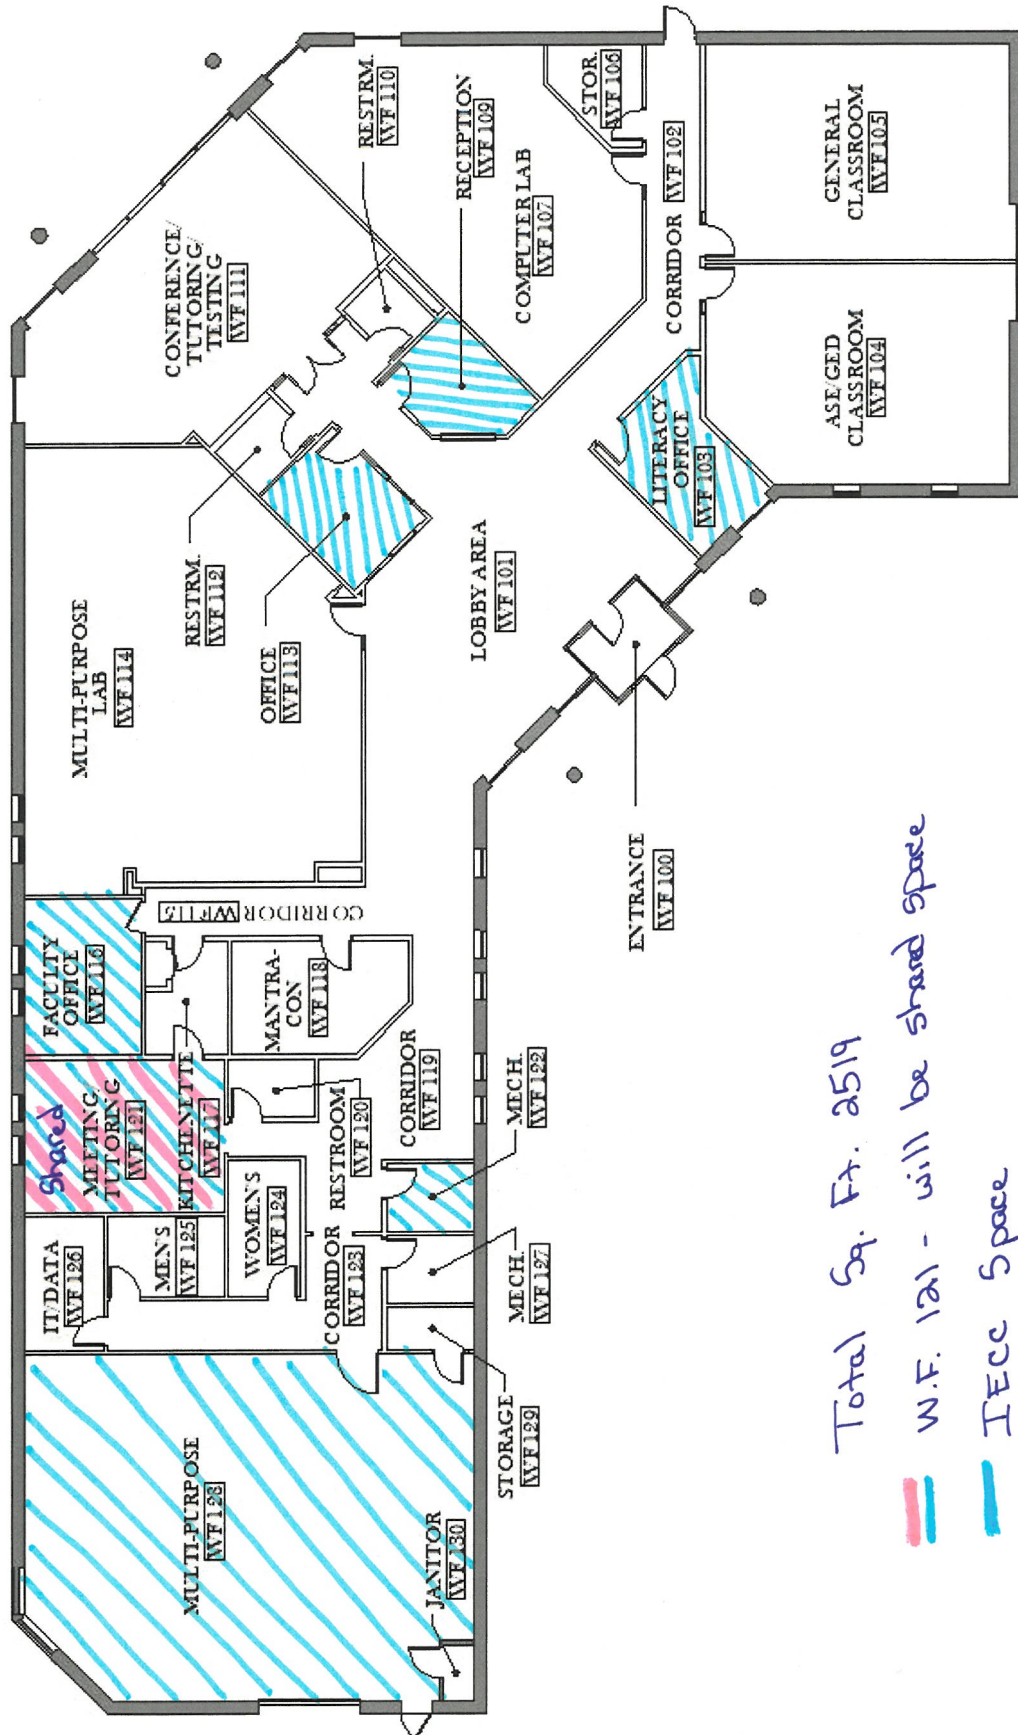 MULTI-PURPOSE
WF 128
JANITOR
WF 130
STORAGE
WF 129
IT/DATA
WF 126
MEN'S
WF 125
WOMEN'S
WF 124
CORRIDOR
WF 123
MECH.
WF 127
Shared
MEETING/
TUTORING
WF 121
KITCHENETTE
WF 117
RESTROOM
WF 120
CORRIDOR
WF 119
MECH.
WF 122
FACULTY
OFFICE
WF 116
MANTRA-
CON
WF 118
CORRIDOR WF 115
MULTI-PURPOSE
LAB
WF 114
RESTRM.
WF 112
OFFICE
WF 113
LOBBY AREA
WF 101
ENTRANCE
WF 100
CONFERENCE/
TUTORING/
TESTING
WF 111
RESTRM.
WF 110
RECEPTION
WF 109
COMPUTER LAB
WF 107
STOR.
WF 106
CORRIDOR WF 102
LITERACY
OFFICE
WF 103
ASE/GED
CLASSROOM
WF 104
GENERAL
CLASSROOM
WF 105
Total Sq. Ft. 2519
W.F. 121 - will be shared space
IECC Space